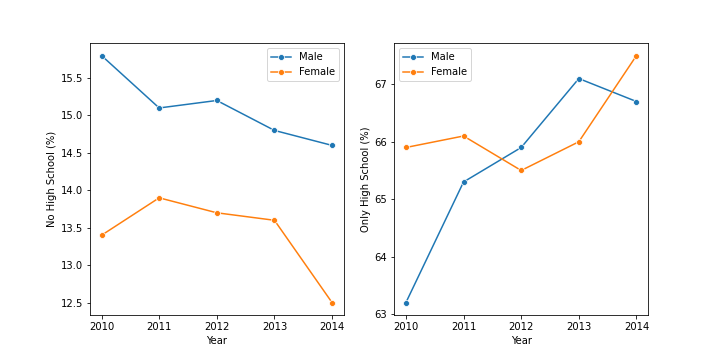 No High School (%)
15.5
15.0
14.5
14.0
13.5
13.0
12.5
2010 2011 2012 2013 2014
Year
Male
Female
Only High School (%)
67
66
65
64
63
2010 2011 2012 2013 2014
Year
Male
Female